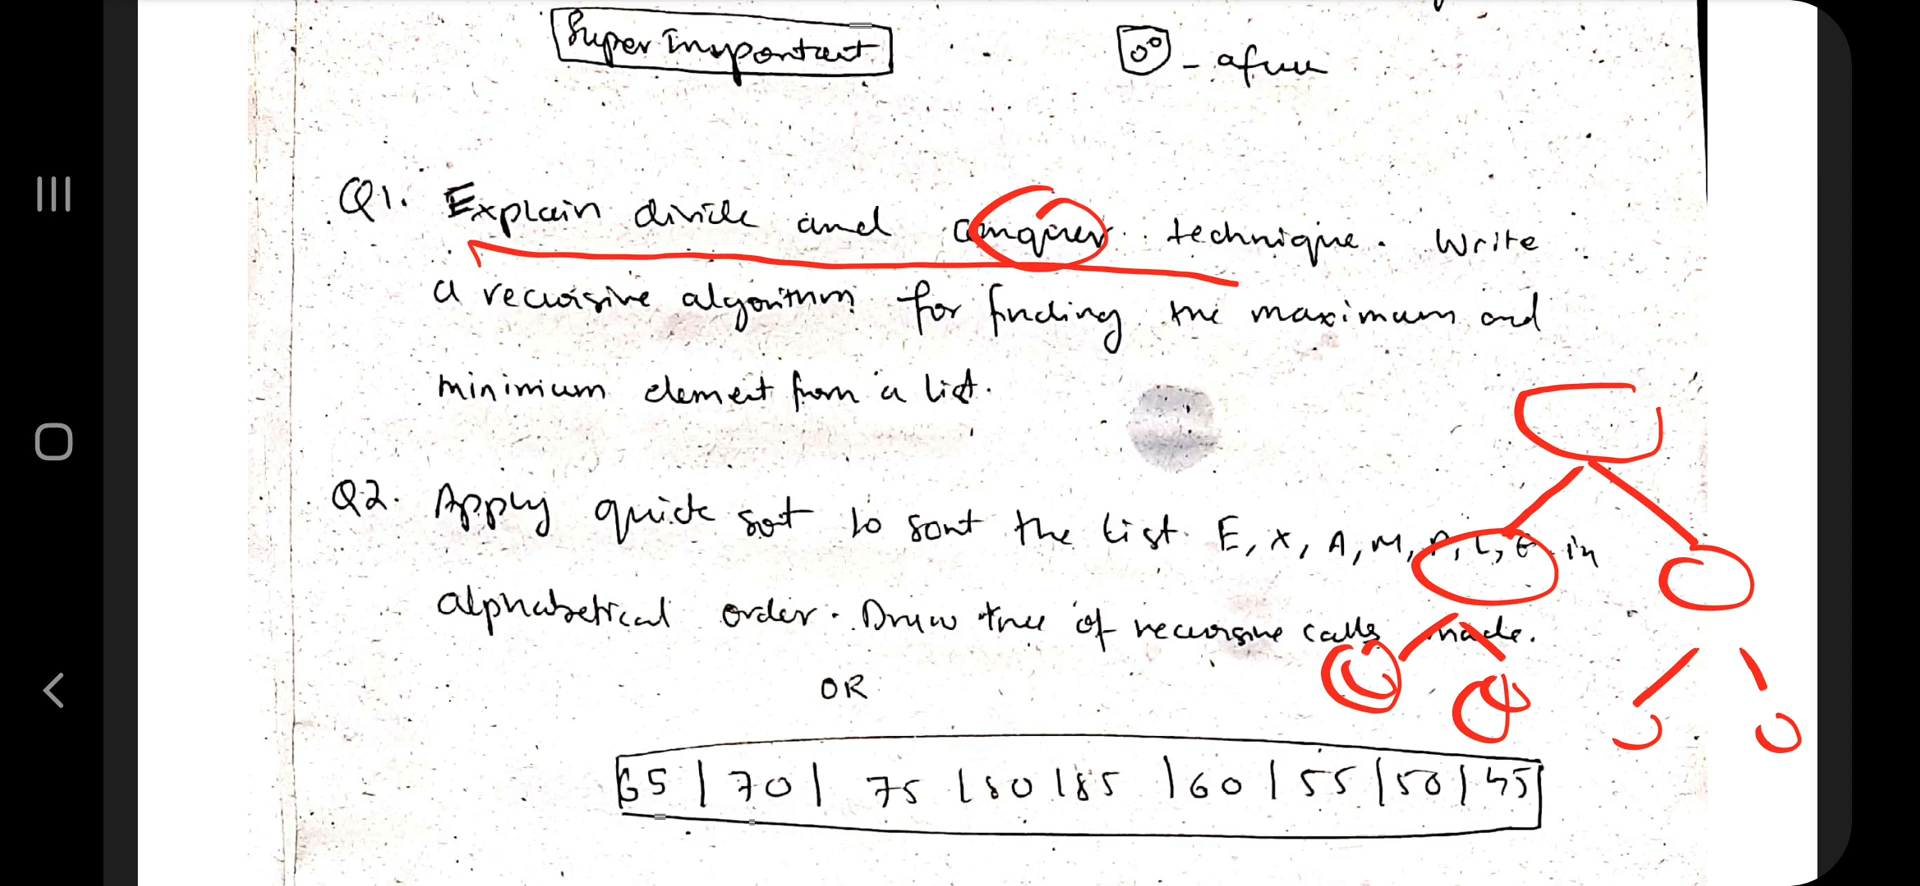 Super Important
Q1. Explain divide and conquer technique. Write
a recursive algorithm for finding the maximum and
minimum element from a list.
Q2. Apply quick sort to sort the list E, X, A, M, P, L, E in
alphabetical order. Draw tree of recursive calls made.
OR
65 | 70 | 75 | 80 | 85 | 60 | 55 | 50 | 45